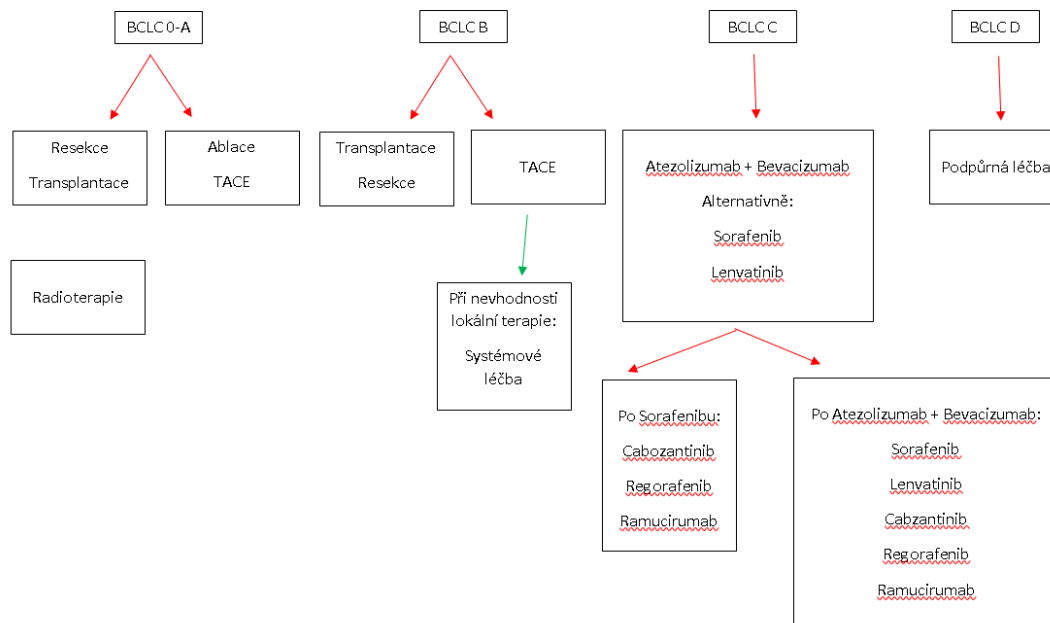 BCLC 0-A
Resekce
Transplantace
Ablace
TACE
Radioterapie
BCLC B
Transplantace
Resekce
TACE
Při nevhodnosti
lokální terapie:
Systémové
léčba
BCLC C
Atezolizumab + Bevacizumab
Alternativně:
Sorafenib
Lenvatinib
Po Sorafenibu:
Cabozantinib
Regorafenib
Ramucirumab
Po Atezolizumab + Bevacizumab:
Sorafenib
Lenvatinib
Cabzantinib
Regorafenib
Ramucirumab
BCLC D
Podpůrná léčba